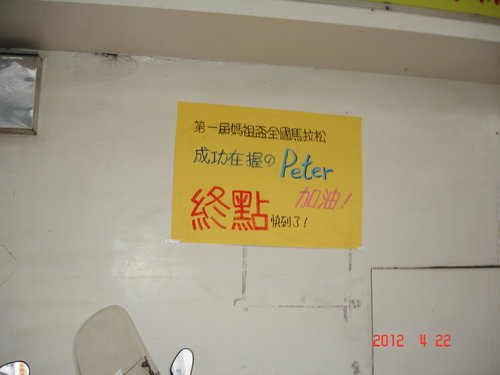 第一屆媽祖盃全國馬拉松
成功在握の Peter
加油!
終點 快到了!
2012 4 22